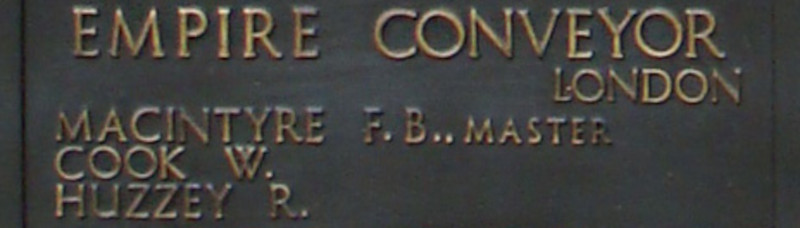 EMPIRE CONVEYOR
LONDON
MACINTYRE F. B.., MASTER
COOK W.
HUZZEY R.